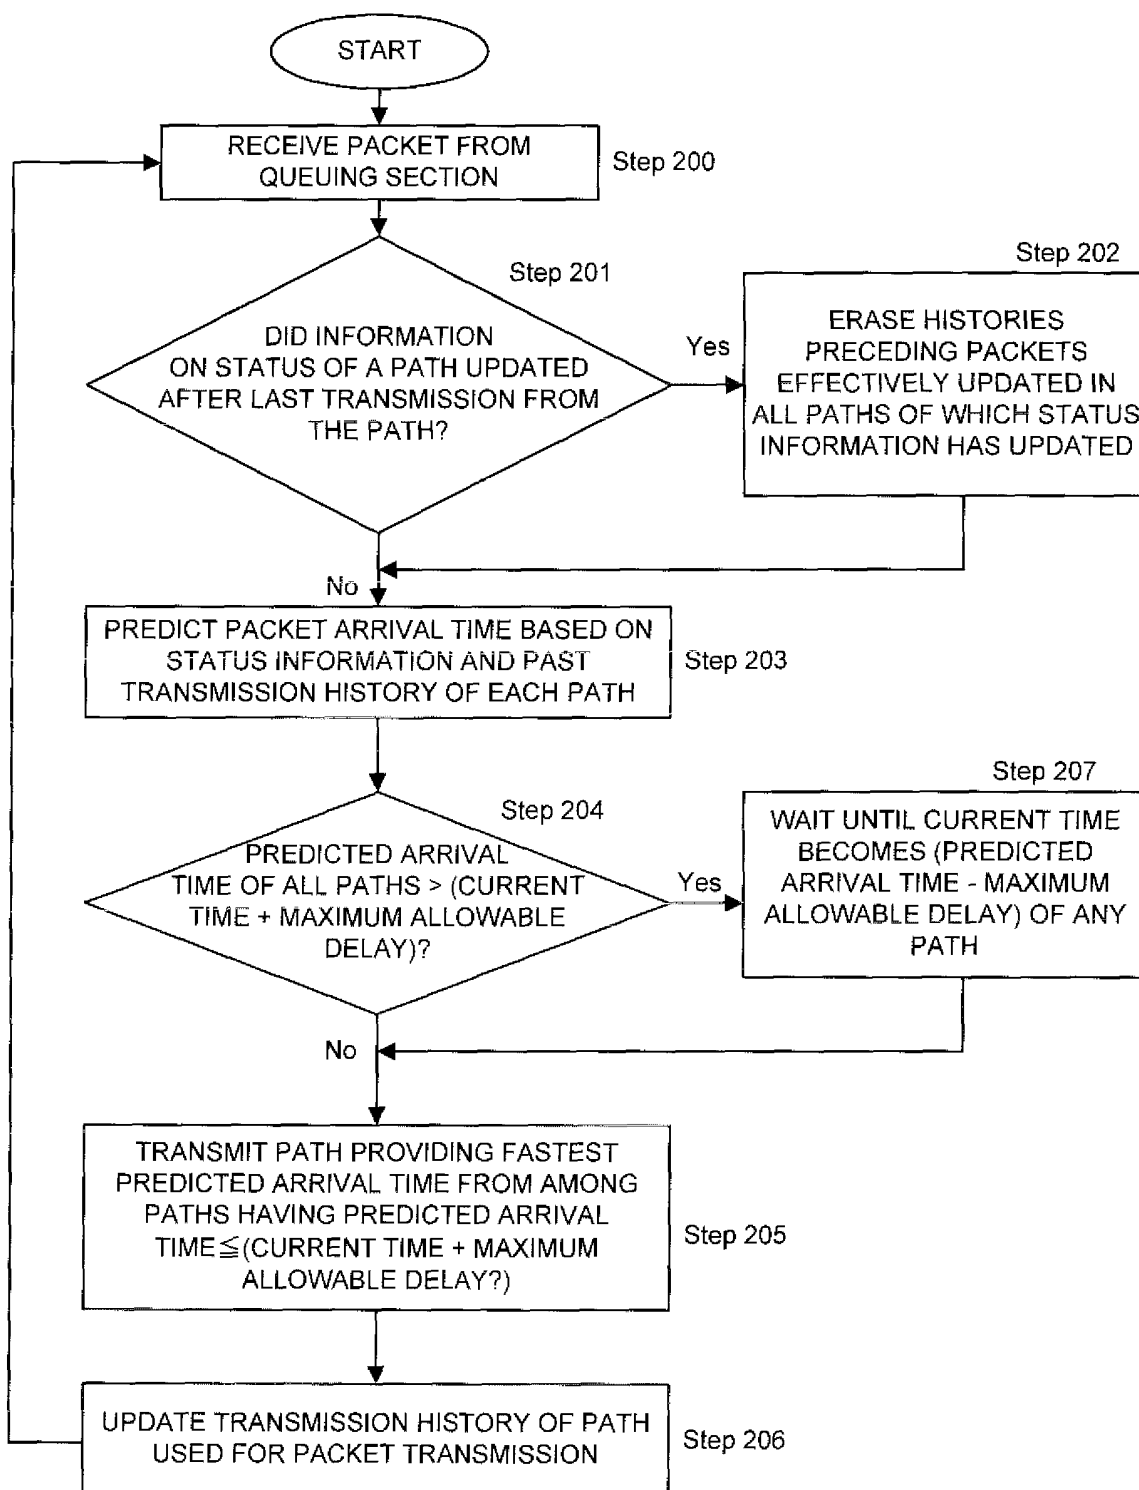 START
RECEIVE PACKET FROM
QUEUING SECTION
Step 200
Step 201
DID INFORMATION
ON STATUS OF A PATH UPDATED
AFTER LAST TRANSMISSION FROM
THE PATH?
Yes
Step 202
ERASE HISTORIES
PRECEDING PACKETS
EFFECTIVELY UPDATED IN
ALL PATHS OF WHICH STATUS
INFORMATION HAS UPDATED
No
PREDICT PACKET ARRIVAL TIME BASED ON
STATUS INFORMATION AND PAST
TRANSMISSION HISTORY OF EACH PATH
Step 203
Step 204
PREDICTED ARRIVAL
TIME OF ALL PATHS > (CURRENT
TIME + MAXIMUM ALLOWABLE
DELAY)?
Yes
Step 207
WAIT UNTIL CURRENT TIME
BECOMES (PREDICTED
ARRIVAL TIME - MAXIMUM
ALLOWABLE DELAY) OF ANY
PATH
No
TRANSMIT PATH PROVIDING FASTEST
PREDICTED ARRIVAL TIME FROM AMONG
PATHS HAVING PREDICTED ARRIVAL
TIME≦(CURRENT TIME + MAXIMUM
ALLOWABLE DELAY?)
Step 205
UPDATE TRANSMISSION HISTORY OF PATH
USED FOR PACKET TRANSMISSION
Step 206